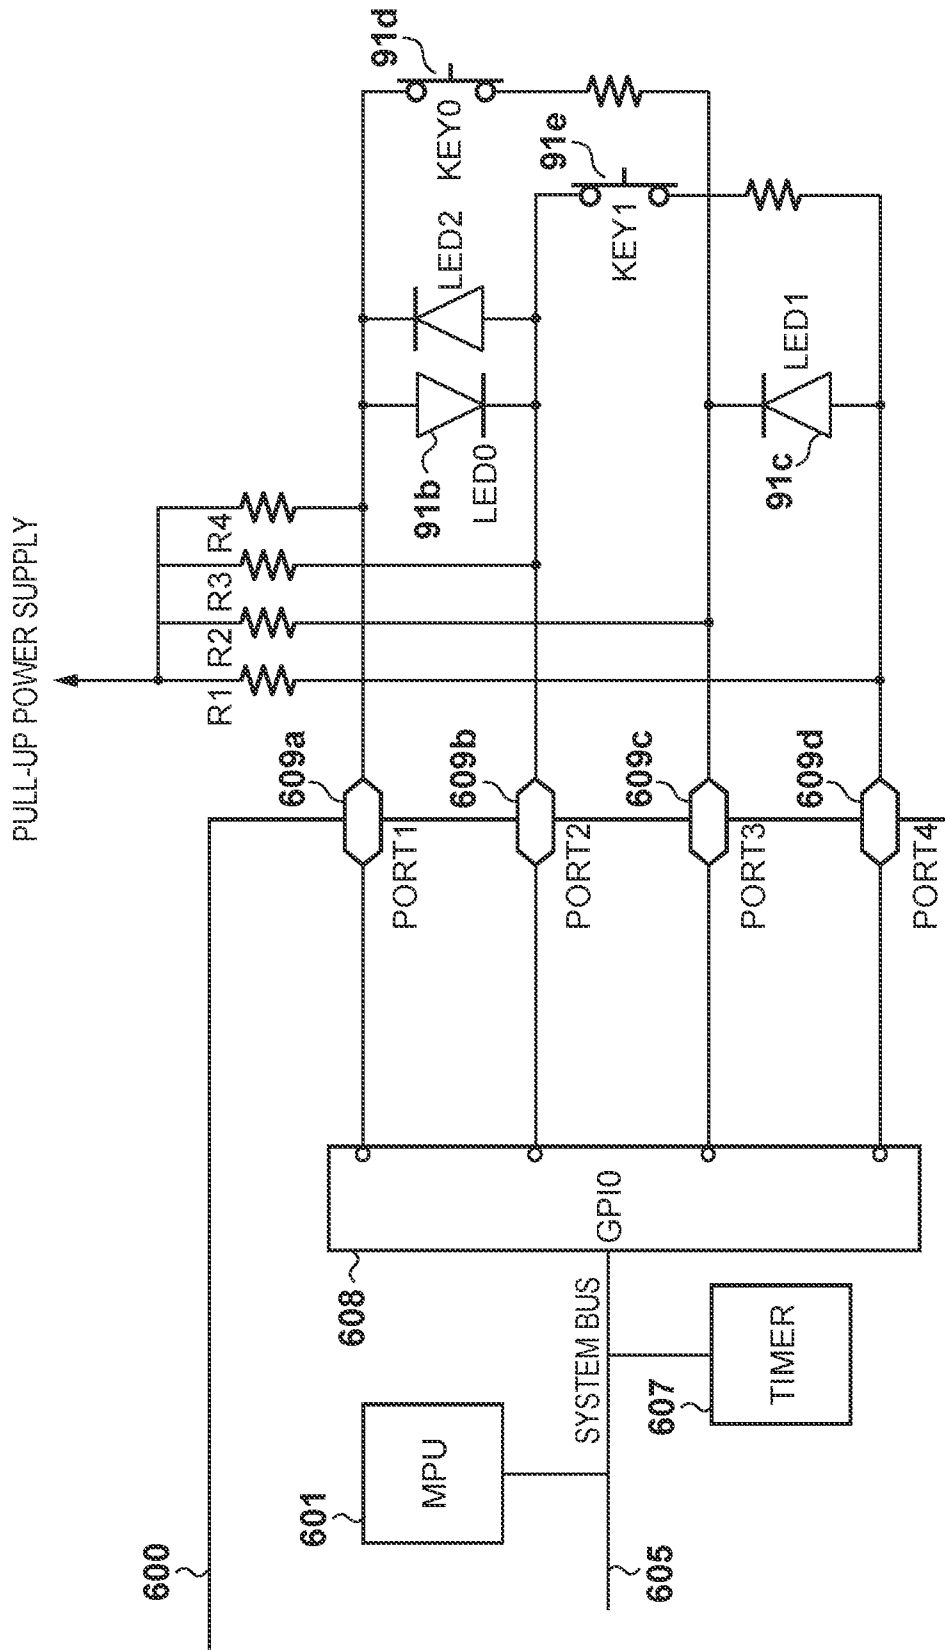 PULL-UP POWER SUPPLY
R1
R2
R3
R4
91d
KEY0
91e
KEY1
LED2
91b
LED0
LED1
91c
609a
PORT1
609b
PORT2
609c
PORT3
609d
PORT4
600
601
MPU
608
GPIO
SYSTEM BUS
605
607
TIMER